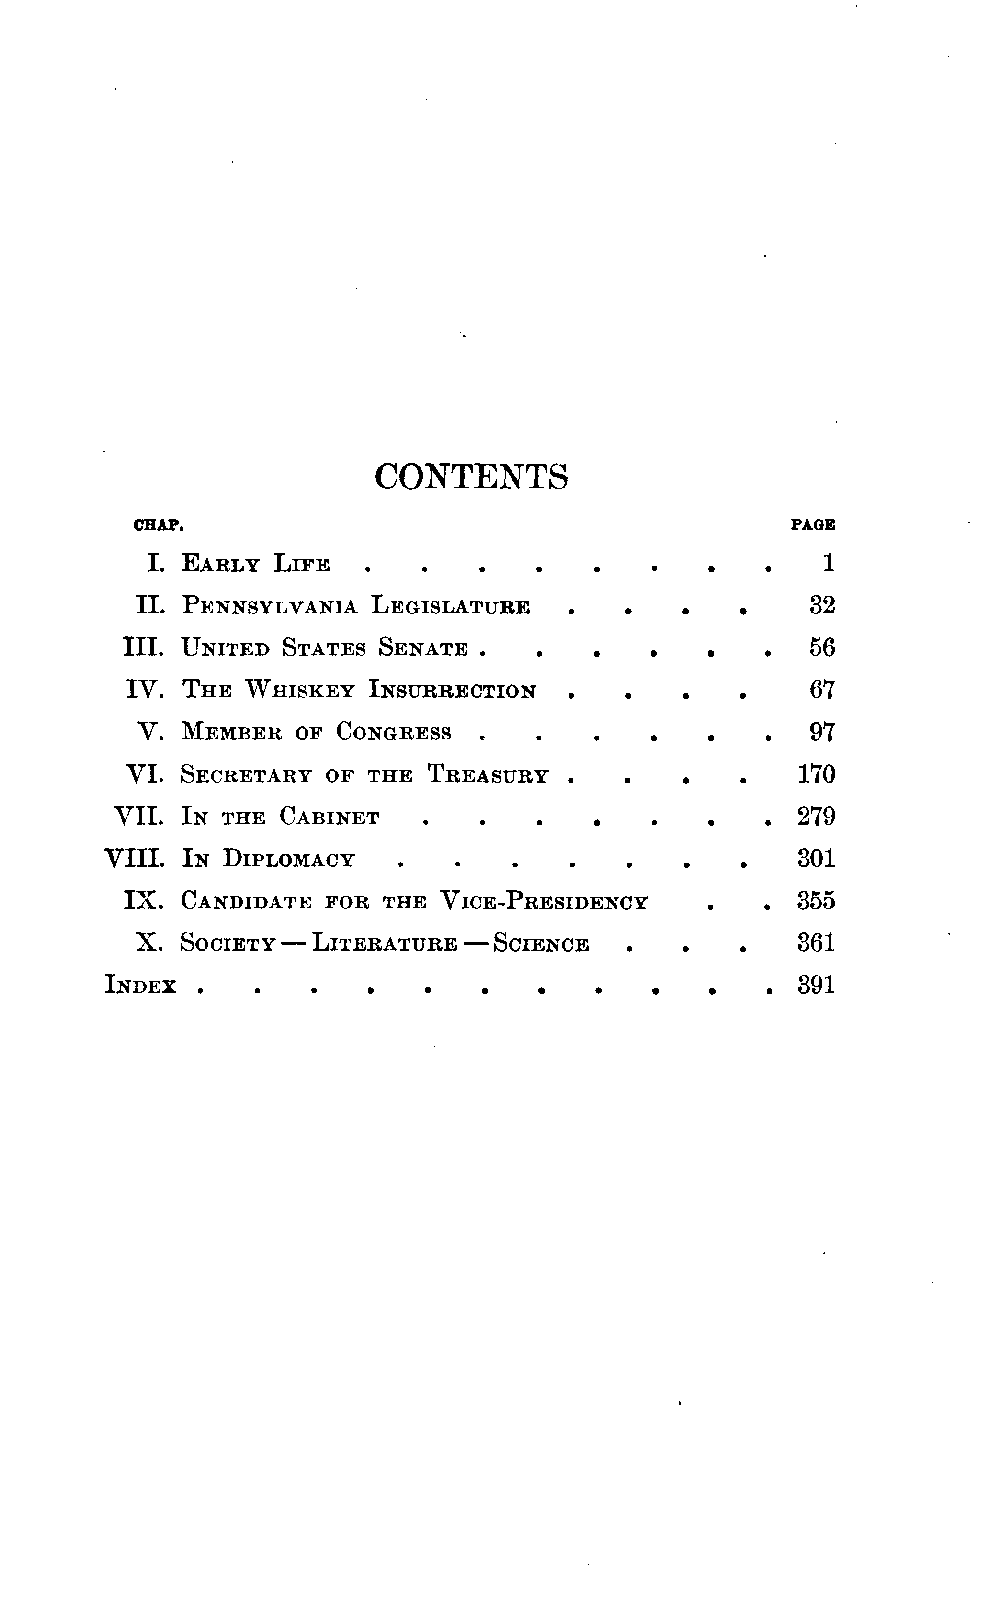 CONTENTS
CHAP. PAGE
I. EARLY LIFE . . . . . . . . 1
II. PENNSYLVANIA LEGISLATURE . . . . 32
III. UNITED STATES SENATE . . . . . . 56
IV. THE WHISKEY INSURRECTION . . . . 67
V. MEMBER OF CONGRESS . . . . . . 97
VI. SECRETARY OF THE TREASURY . . . . 170
VII. IN THE CABINET . . . . . . . 279
VIII. IN DIPLOMACY . . . . . . . 301
IX. CANDIDATE FOR THE VICE-PRESIDENCY . . 355
X. SOCIETY — LITERATURE — SCIENCE . . . 361
INDEX . . . . . . . . . . . 391